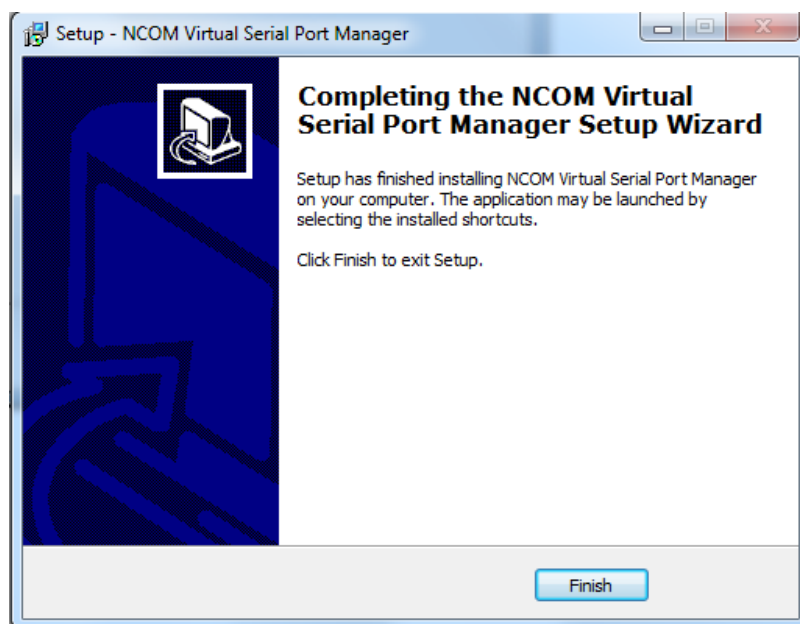 Setup - NCOM Virtual Serial Port Manager
Completing the NCOM Virtual
Serial Port Manager Setup Wizard
Setup has finished installing NCOM Virtual Serial Port Manager
on your computer. The application may be launched by
selecting the installed shortcuts.
Click Finish to exit Setup.
Finish